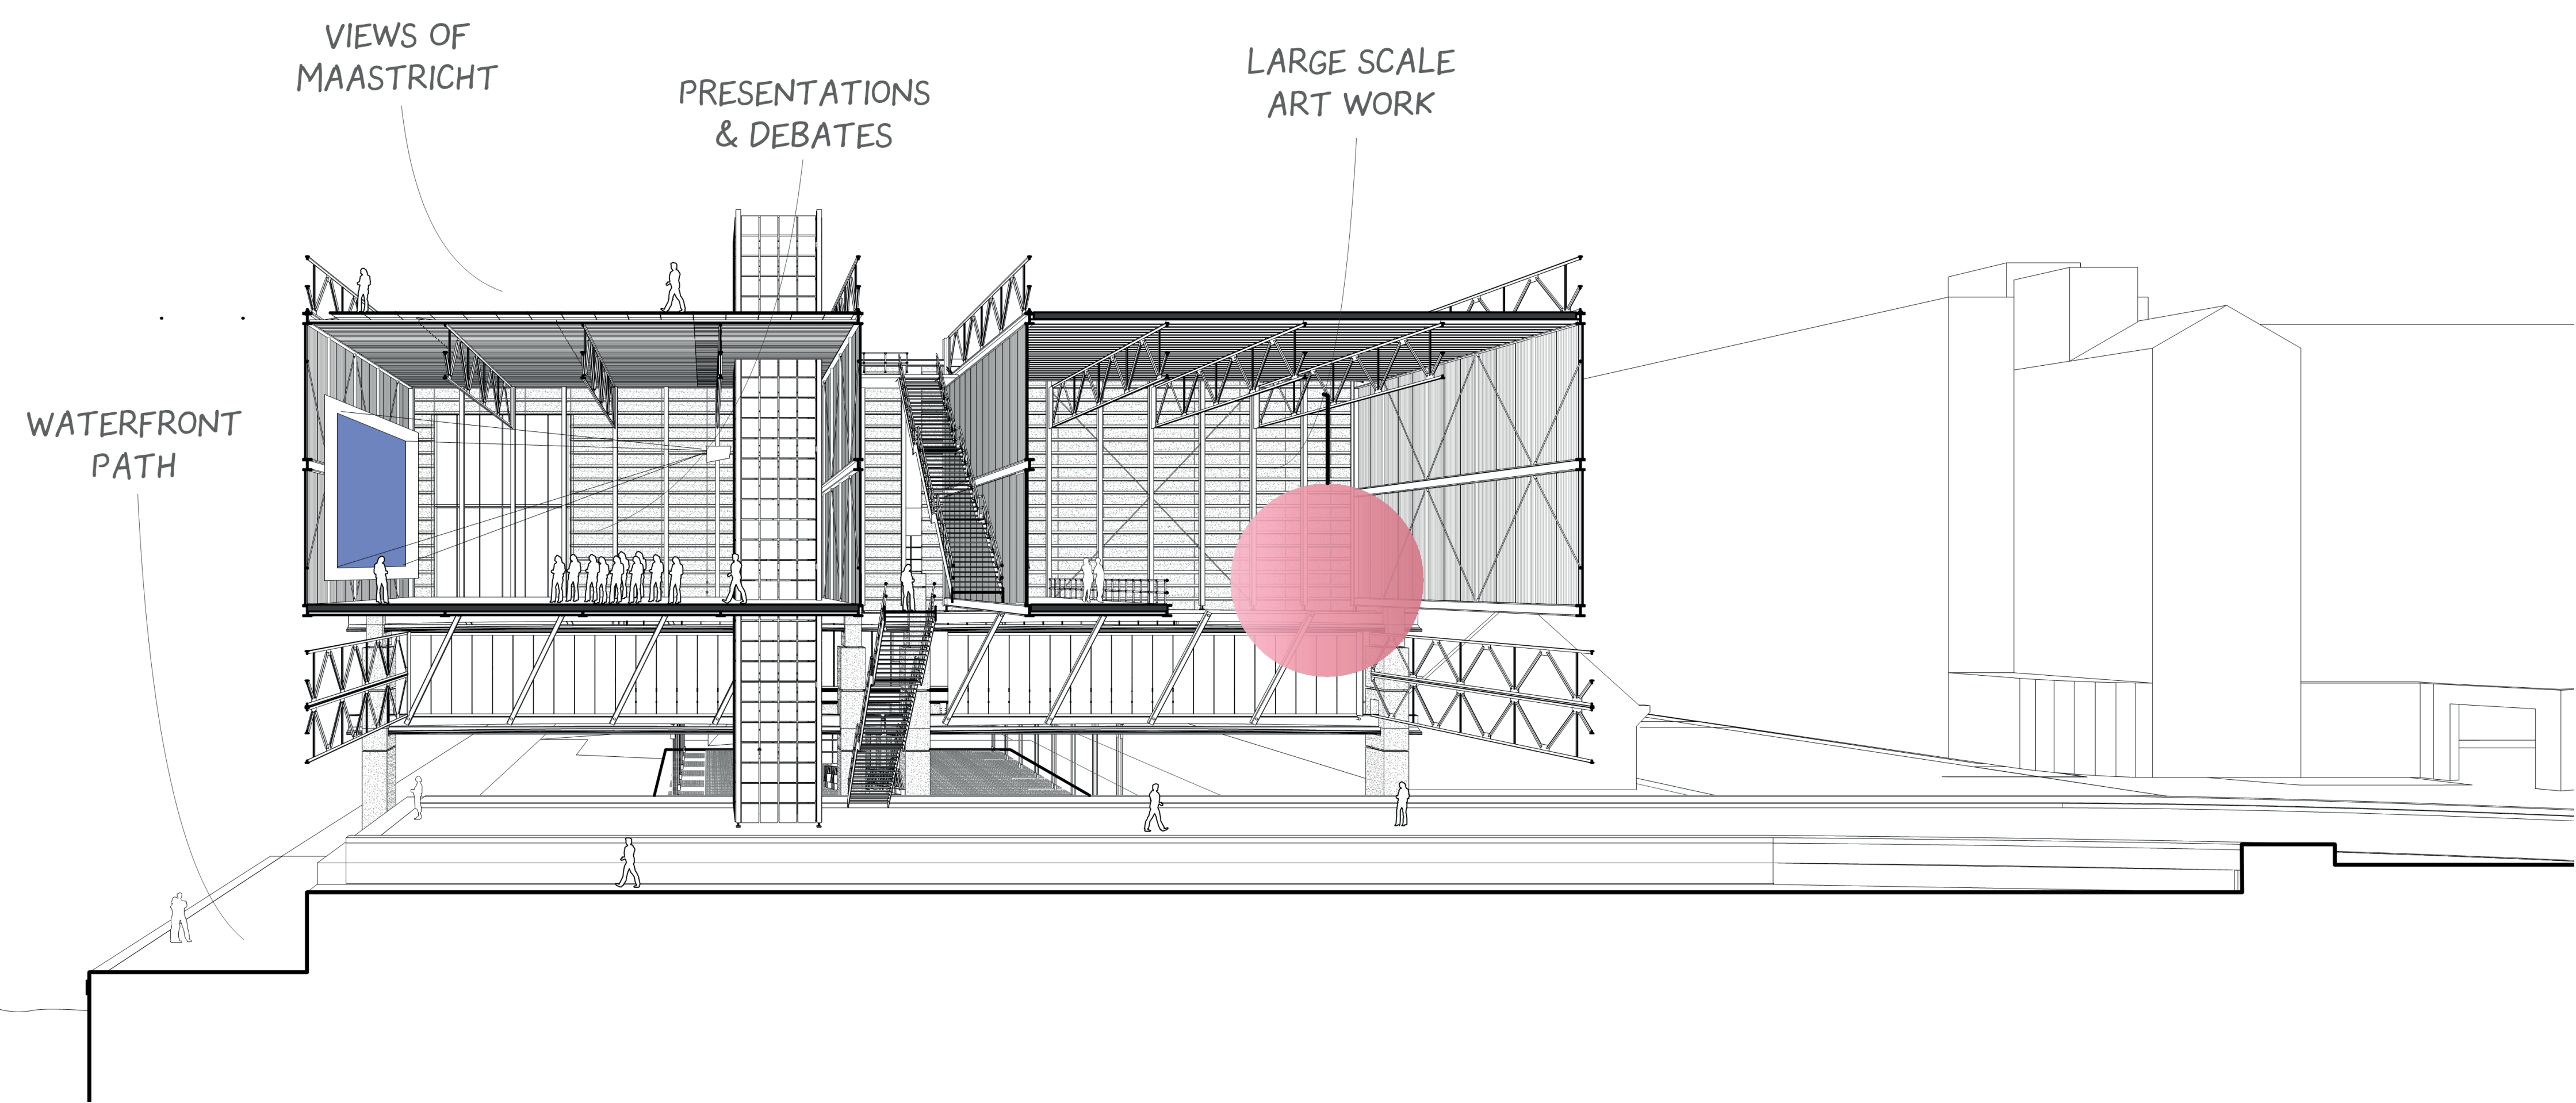 VIEWS OF
MAASTRICHT
PRESENTATIONS
& DEBATES
LARGE SCALE
ART WORK
WATERFRONT
PATH